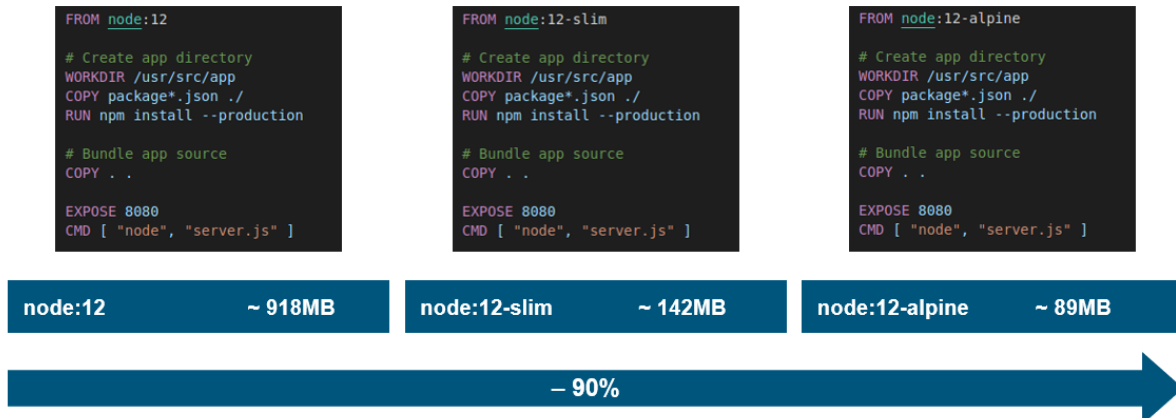 FROM node:12
# Create app directory
WORKDIR /usr/src/app
COPY package*.json ./
RUN npm install --production
# Bundle app source
COPY . .
EXPOSE 8080
CMD [ "node", "server.js" ]
FROM node:12-slim
# Create app directory
WORKDIR /usr/src/app
COPY package*.json ./
RUN npm install --production
# Bundle app source
COPY . .
EXPOSE 8080
CMD [ "node", "server.js" ]
FROM node:12-alpine
# Create app directory
WORKDIR /usr/src/app
COPY package*.json ./
RUN npm install --production
# Bundle app source
COPY . .
EXPOSE 8080
CMD [ "node", "server.js" ]
node:12 ~ 918MB
node:12-slim ~ 142MB
node:12-alpine ~ 89MB
– 90%